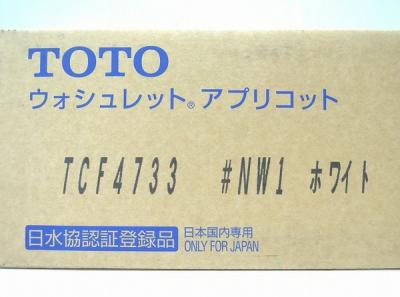 TOTO
ウォシュレット® アプリコット
TCF4733 #NW1 ホワイト
日水協認証登録品 日本国内専用
ONLY FOR JAPAN